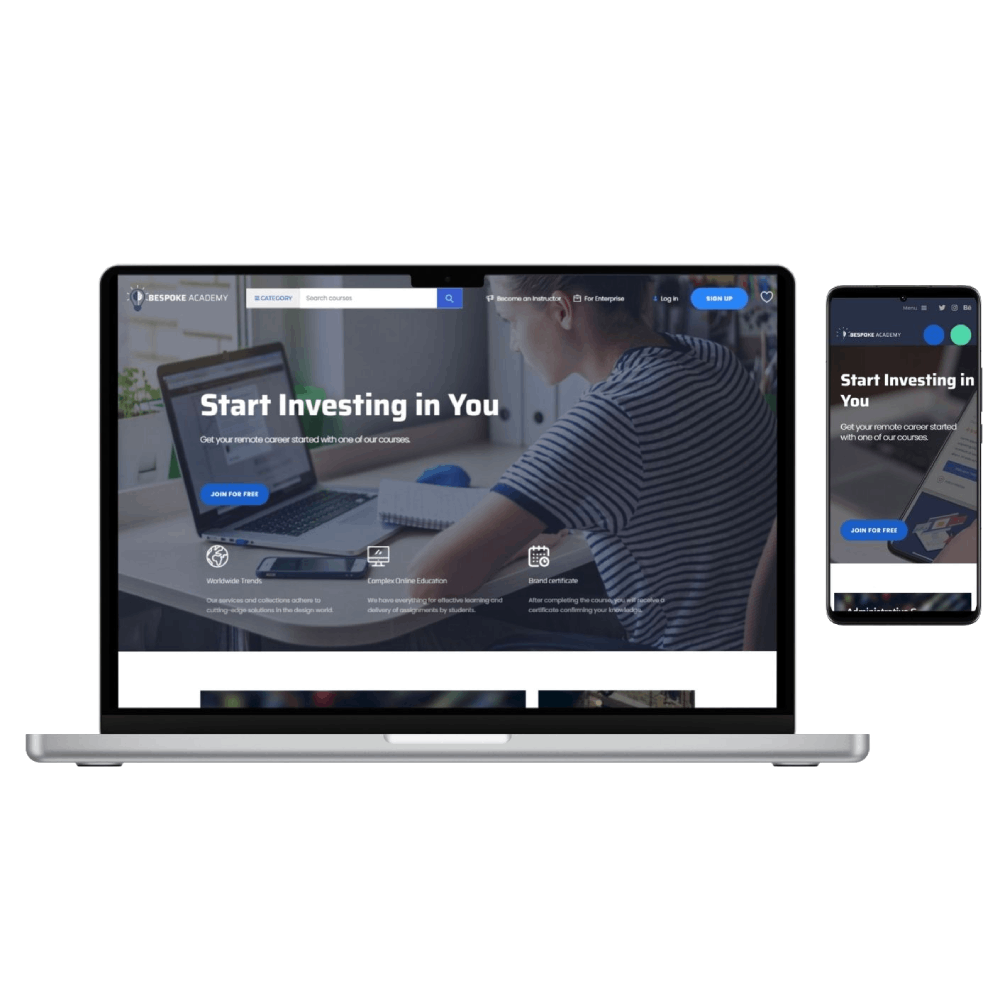 BESPOKE ACADEMY
CATEGORY
Search courses
Become an Instructor
For Enterprise
Log in
SIGN UP
Start Investing in You
Get your remote career started with one of our courses.
JOIN FOR FREE
Worldwide Trends
Our services and collections adhere to
cutting-edge solutions in the design world.
Complex Online Education
We have everything for effective learning and
delivery of assignments by students.
Brand certificate
After completing the course, you will receive a
certificate confirming your knowledge.
Menu
Bē
BESPOKE ACADEMY
Start Investing in
You
Get your remote career started
with one of our courses.
JOIN FOR FREE